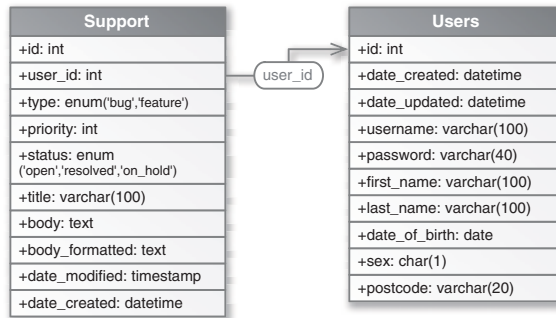 Support
+id: int
+user_id: int
+type: enum('bug','feature')
+priority: int
+status: enum
('open','resolved','on_hold')
+title: varchar(100)
+body: text
+body_formatted: text
+date_modified: timestamp
+date_created: datetime
user_id
Users
+id: int
+date_created: datetime
+date_updated: datetime
+username: varchar(100)
+password: varchar(40)
+first_name: varchar(100)
+last_name: varchar(100)
+date_of_birth: date
+sex: char(1)
+postcode: varchar(20)